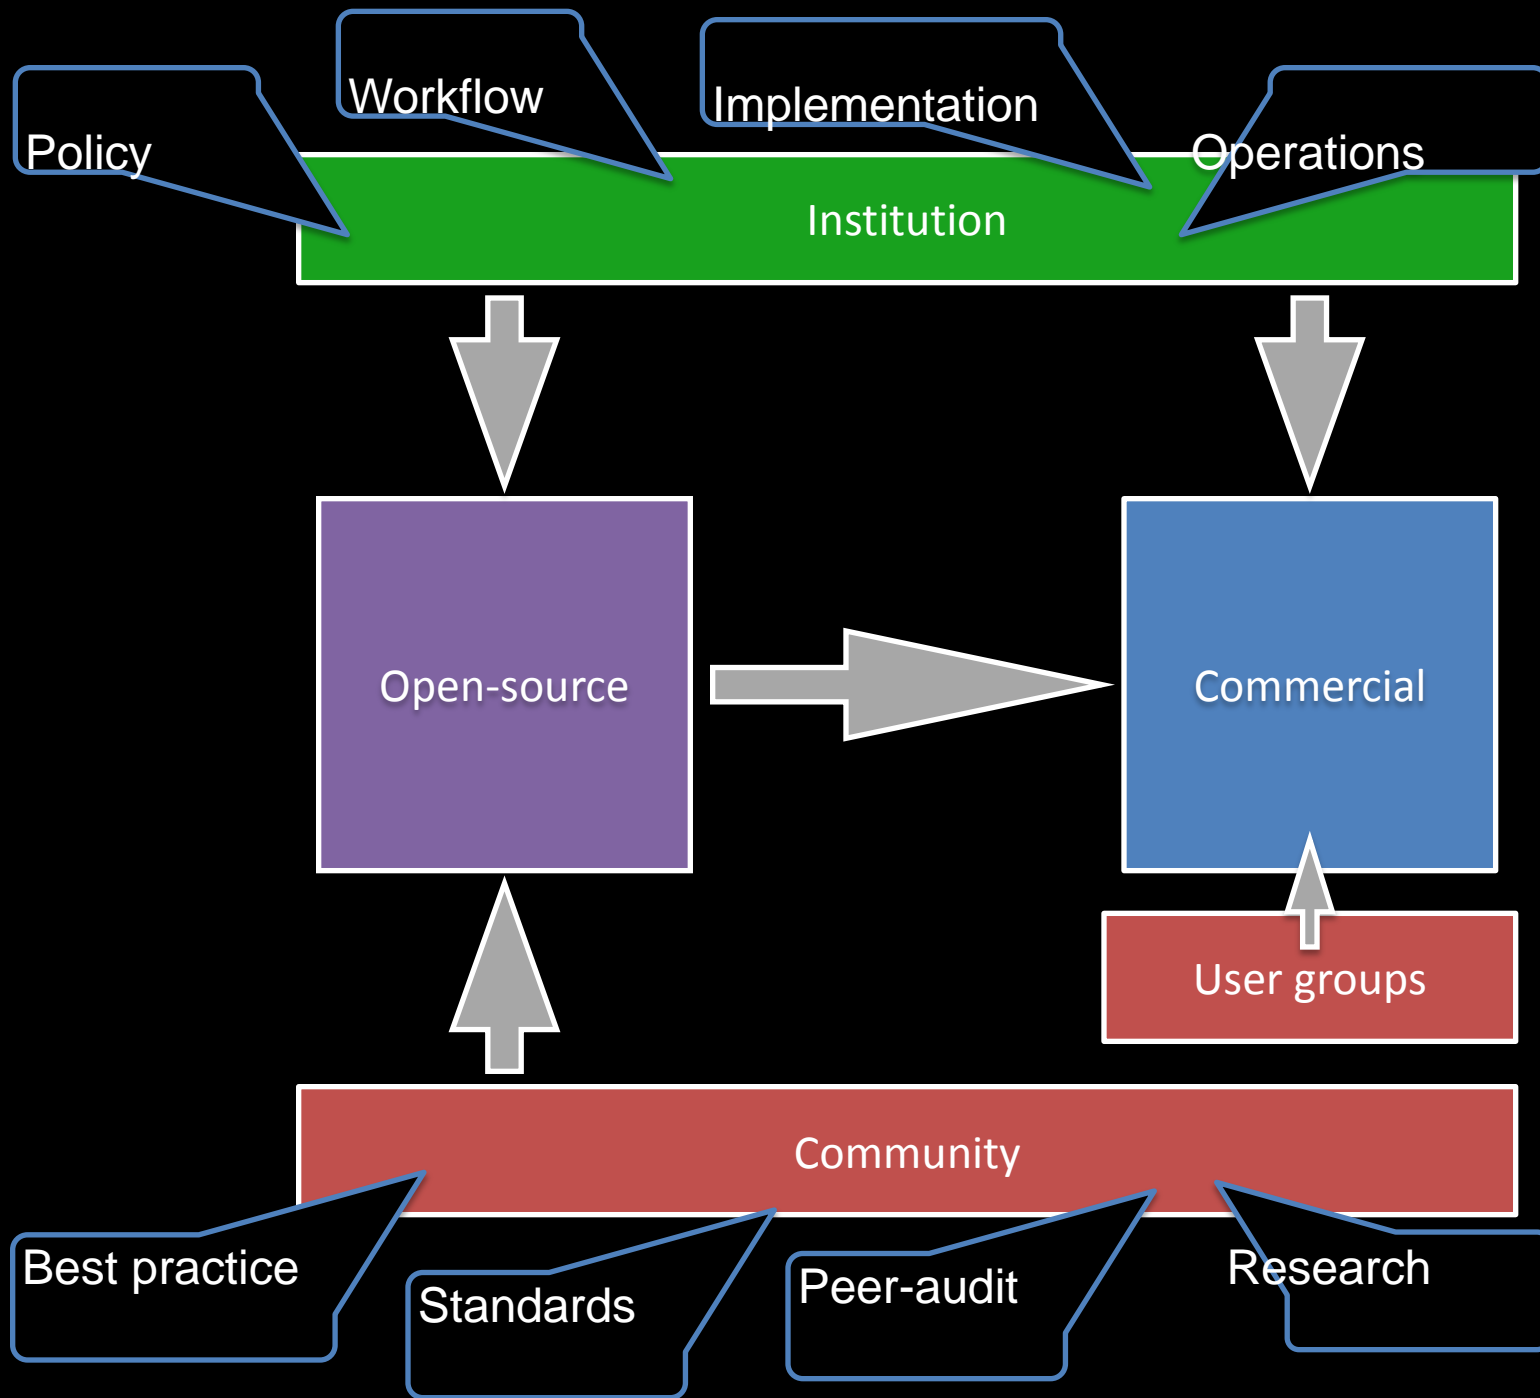 Policy
Workflow
Implementation
Operations
Institution
Open-source
Commercial
User groups
Community
Best practice
Standards
Peer-audit
Research